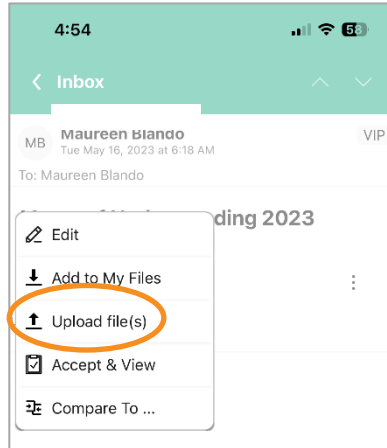 4:54
58
Inbox
MB
Maureen Blando
VIP
Tue May 16, 2023 at 6:18 AM
To: Maureen Blando
ding 2023
Edit
Add to My Files
Upload file(s)
Accept & View
Compare To ...